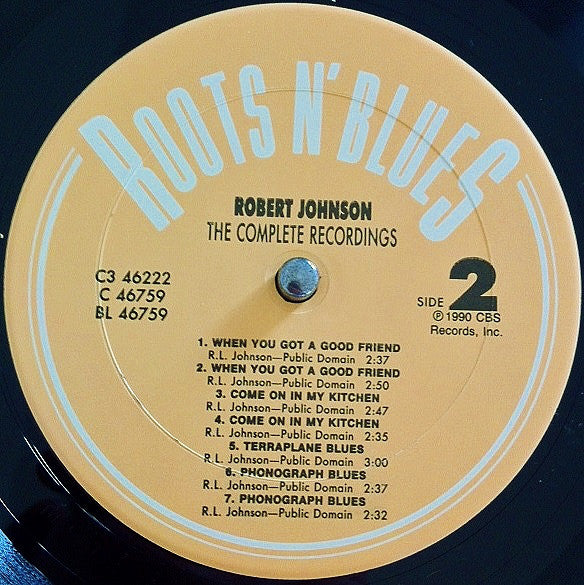 ROOTS N' BLUES
ROBERT JOHNSON
THE COMPLETE RECORDINGS
C3 46222
C 46759
BL 46759
SIDE 2
Ⓟ 1990 CBS
Records, Inc.
1. WHEN YOU GOT A GOOD FRIEND
R.L. Johnson—Public Domain 2:37
2. WHEN YOU GOT A GOOD FRIEND
R.L. Johnson—Public Domain 2:50
3. COME ON IN MY KITCHEN
R.L. Johnson—Public Domain 2:47
4. COME ON IN MY KITCHEN
R.L. Johnson—Public Domain 2:35
5. TERRAPLANE BLUES
R.L. Johnson—Public Domain 3:00
6. PHONOGRAPH BLUES
R.L. Johnson—Public Domain 2:37
7. PHONOGRAPH BLUES
R.L. Johnson—Public Domain 2:32